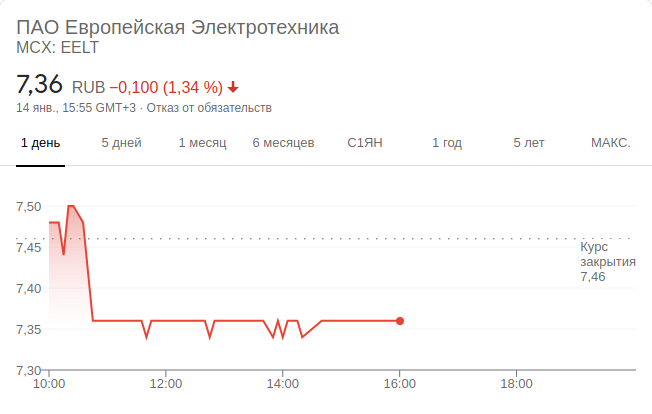 ПАО Европейская Электротехника
MCX: EELT
7,36 RUB −0,100 (1,34 %)
14 янв., 15:55 GMT+3 · Отказ от обязательств
1 день 5 дней 1 месяц 6 месяцев С1ЯН 1 год 5 лет МАКС.
7,50
7,45
7,40
7,35
7,30
Курс
закрытия
7,46
10:00 12:00 14:00 16:00 18:00